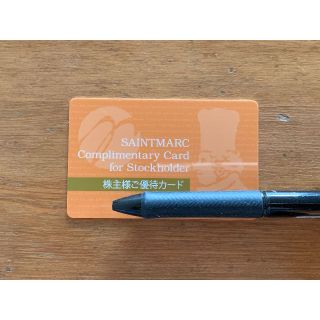 SAINTMARC
Complimentary Card
for Stockholder
株主様ご優待カード